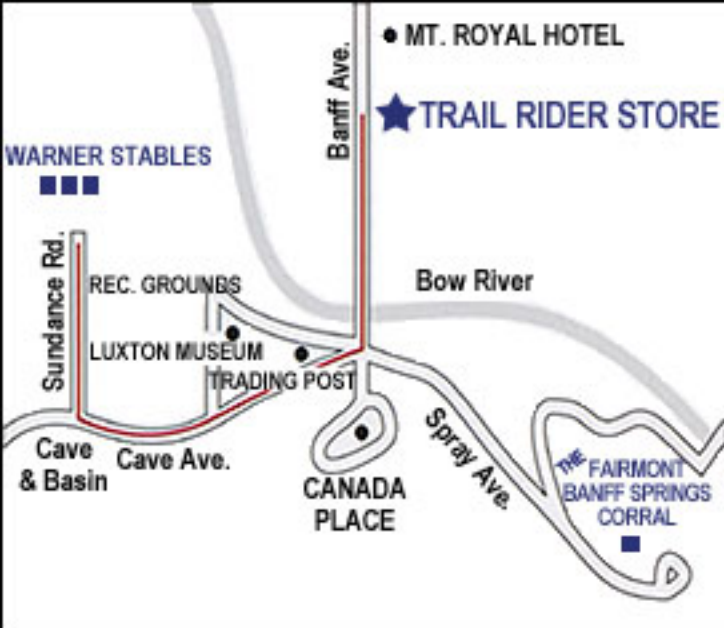 MT. ROYAL HOTEL
Banff Ave.
TRAIL RIDER STORE
WARNER STABLES
Sundance Rd.
REC. GROUNDS
Bow River
LUXTON MUSEUM
TRADING POST
Cave
& Basin
Cave Ave.
CANADA
PLACE
Spray Ave.
THE
FAIRMONT
BANFF SPRINGS
CORRAL